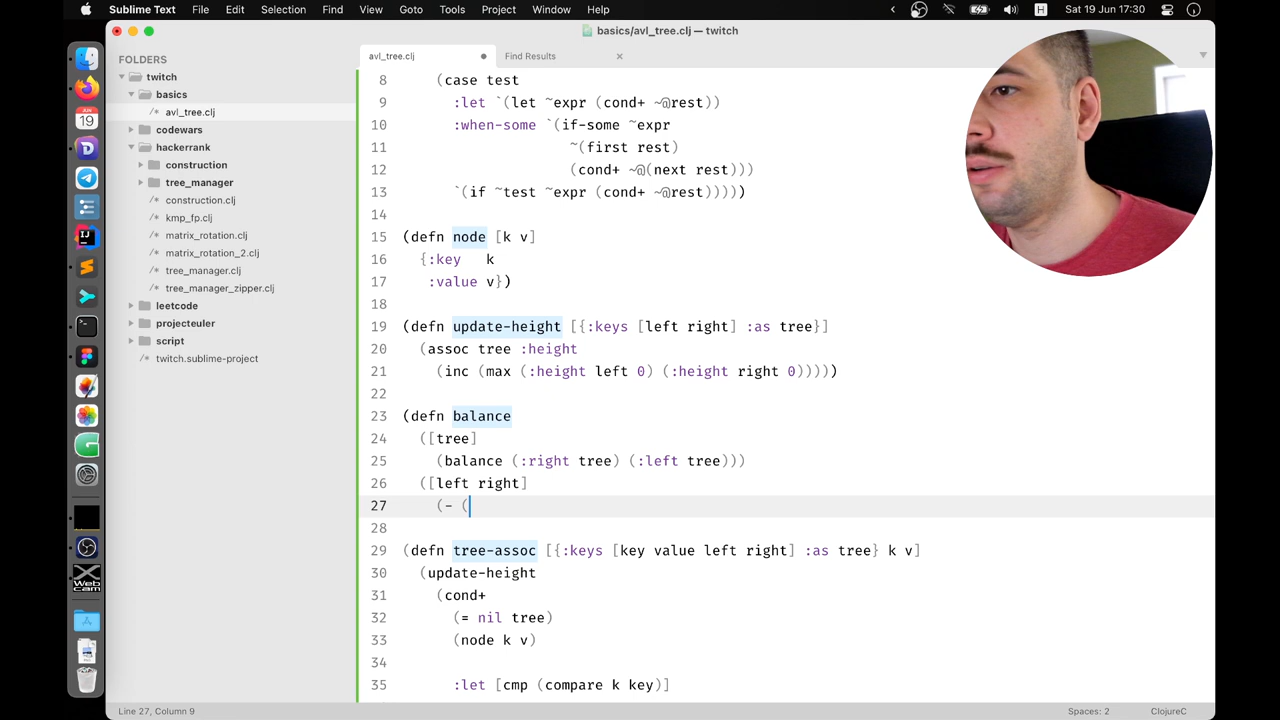 Sublime Text File Edit Selection Find View Goto Tools Project Window Help
H Sat 19 Jun 17:30
basics/avl_tree.clj — twitch
FOLDERS
twitch
basics
avl_tree.clj
codewars
hackerrank
construction
tree_manager
construction.clj
kmp_fp.clj
matrix_rotation.clj
matrix_rotation_2.clj
tree_manager.clj
tree_manager_zipper.clj
leetcode
projecteuler
script
twitch.sublime-project
JUN
19
IJ
Web
cam
avl_tree.clj
Find Results
8 (case test
9 :let `(let ~expr (cond+ ~@rest))
10 :when-some `(if-some ~expr
11 ~(first rest)
12 (cond+ ~@(next rest)))
13 `(if ~test ~expr (cond+ ~@rest)))))
14
15 (defn node [k v]
16 {:key k
17 :value v})
18
19 (defn update-height [{:keys [left right] :as tree}]
20 (assoc tree :height
21 (inc (max (:height left 0) (:height right 0)))))
22
23 (defn balance
24 ([tree]
25 (balance (:right tree) (:left tree)))
26 ([left right]
27 (- (
28
29 (defn tree-assoc [{:keys [key value left right] :as tree} k v]
30 (update-height
31 (cond+
32 (= nil tree)
33 (node k v)
34
35 :let [cmp (compare k key)]
Line 27, Column 9
Spaces: 2
ClojureC